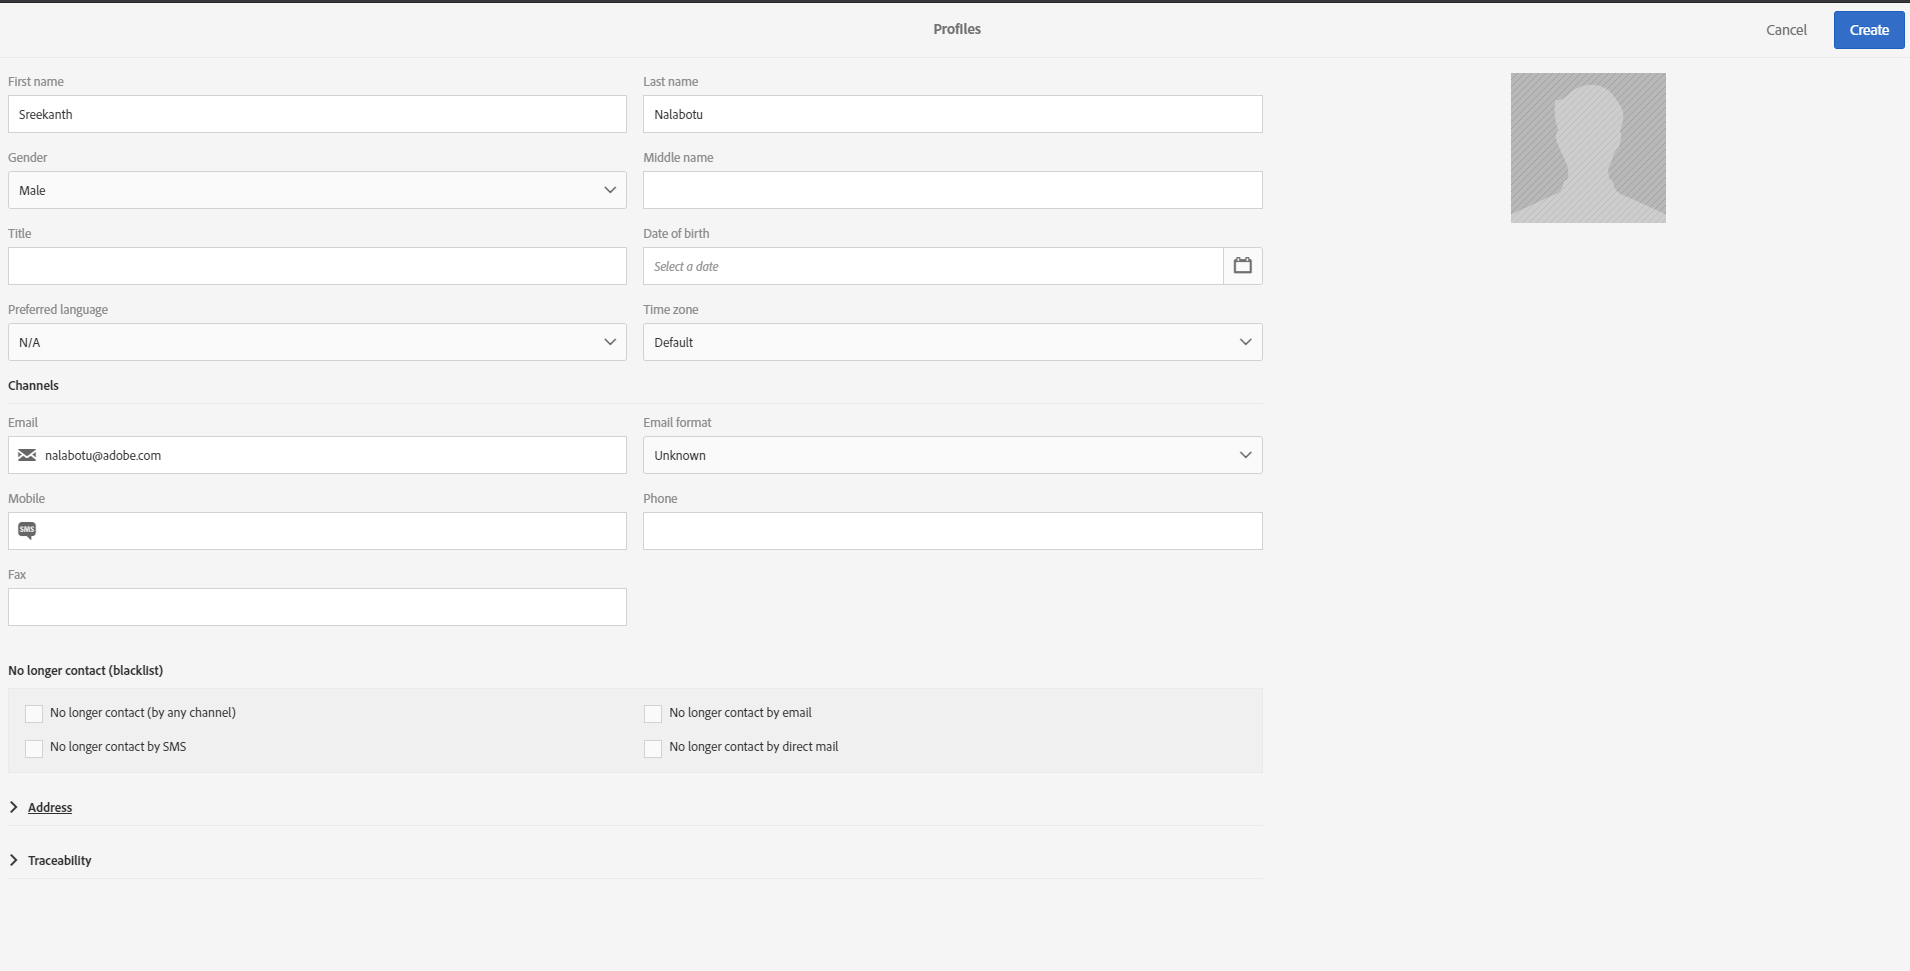 Profiles
Cancel
Create
First name
Last name
Sreekanth
Nalabotu
Gender
Middle name
Male
Title
Date of birth
Select a date
Preferred language
Time zone
N/A
Default
Channels
Email
Email format
nalabotu@adobe.com
Unknown
Mobile
Phone
SMS
Fax
No longer contact (blacklist)
No longer contact (by any channel)
No longer contact by email
No longer contact by SMS
No longer contact by direct mail
Address
Traceability